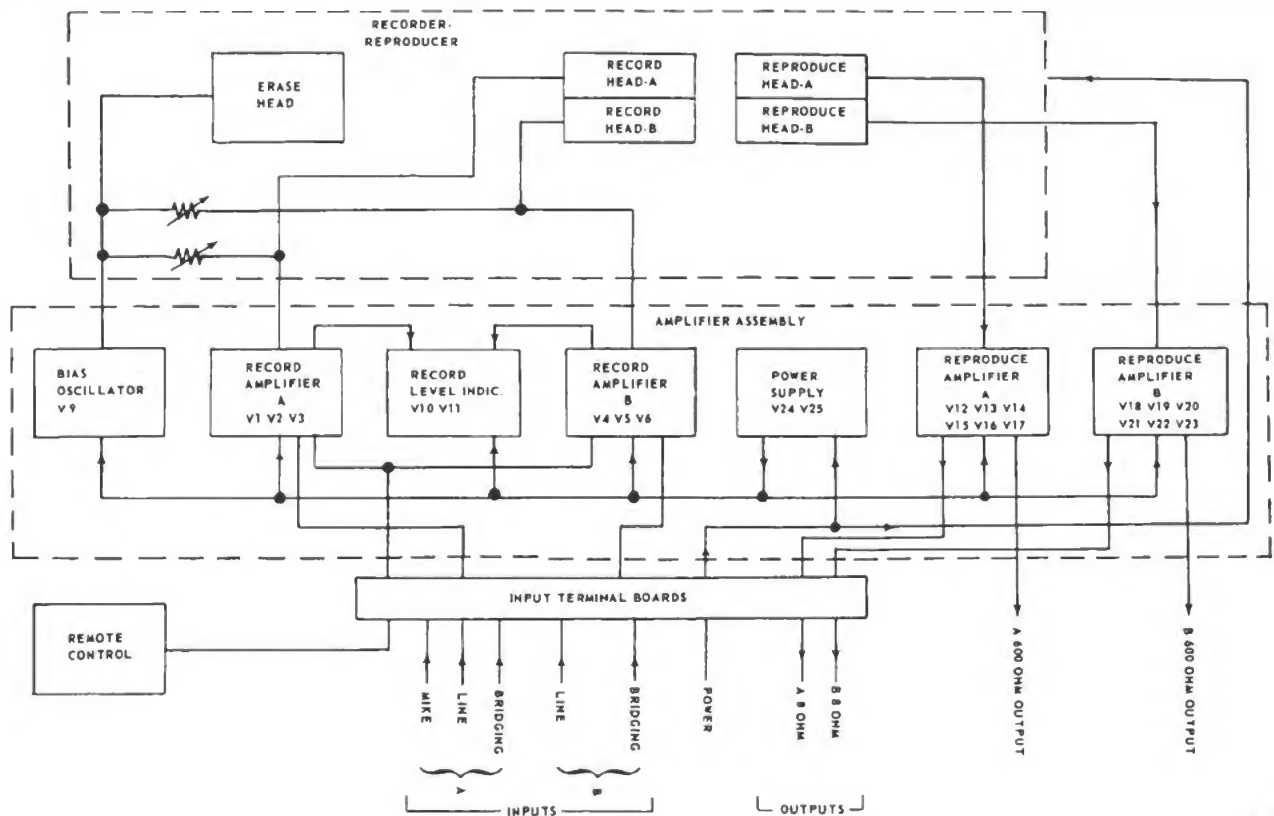 RECORDER-
REPRODUCER
ERASE
HEAD
RECORD
HEAD-A
RECORD
HEAD-B
REPRODUCE
HEAD-A
REPRODUCE
HEAD-B
AMPLIFIER ASSEMBLY
BIAS
OSCILLATOR
V9
RECORD
AMPLIFIER
A
V1 V2 V3
RECORD
LEVEL INDIC.
V10 V11
RECORD
AMPLIFIER
B
V4 V5 V6
POWER
SUPPLY
V24 V25
REPRODUCE
AMPLIFIER
A
V12 V13 V14
V15 V16 V17
REPRODUCE
AMPLIFIER
B
V18 V19 V20
V21 V22 V23
INPUT TERMINAL BOARDS
REMOTE
CONTROL
MIKE
LINE
BRIDGING
LINE
BRIDGING
POWER
A 8 OHM
B 8 OHM
A 600 OHM OUTPUT
B 600 OHM OUTPUT
A
B
INPUTS
OUTPUTS